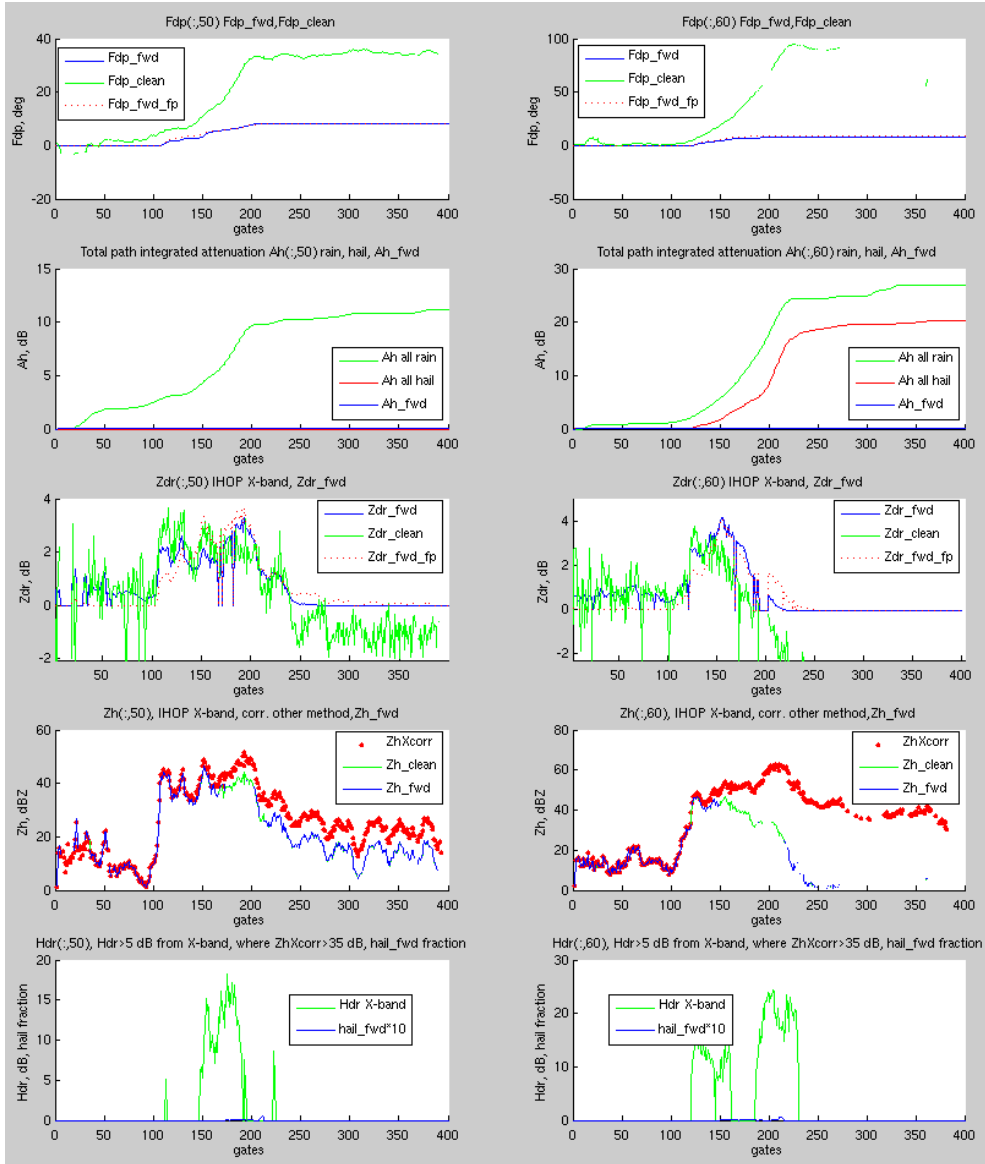 Fdp(:,50) Fdp_fwd,Fdp_clean
40
20
0
-20
Fdp, deg
Fdp_fwd
Fdp_clean
Fdp_fwd_fp
0 50 100 150 200 250 300 350 400
gates
Fdp(:,60) Fdp_fwd,Fdp_clean
100
50
0
-50
Fdp, deg
Fdp_fwd
Fdp_clean
Fdp_fwd_fp
0 50 100 150 200 250 300 350 400
gates
Total path integrated attenuation Ah(:,50) rain, hail, Ah_fwd
15
10
5
0
Ah, dB
Ah all rain
Ah all hail
Ah_fwd
0 50 100 150 200 250 300 350 400
gates
Total path integrated attenuation Ah(:,60) rain, hail, Ah_fwd
30
20
10
0
Ah, dB
Ah all rain
Ah all hail
Ah_fwd
0 50 100 150 200 250 300 350 400
gates
Zdr(:,50) IHOP X-band, Zdr_fwd
4
2
0
-2
Zdr, dB
Zdr_fwd
Zdr_clean
Zdr_fwd_fp
50 100 150 200 250 300 350 400
gates
Zdr(:,60) IHOP X-band, Zdr_fwd
4
2
0
-2
Zdr, dB
Zdr_fwd
Zdr_clean
Zdr_fwd_fp
0 50 100 150 200 250 300 350 400
gates
Zh(:,50), IHOP X-band, corr. other method,Zh_fwd
60
40
20
0
Zh, dBZ
ZhXcorr
Zh_clean
Zh_fwd
0 50 100 150 200 250 300 350 400
gates
Zh(:,60), IHOP X-band, corr. other method,Zh_fwd
80
60
40
20
0
Zh, dBZ
ZhXcorr
Zh_clean
Zh_fwd
0 50 100 150 200 250 300 350 400
gates
Hdr(:,50), Hdr>5 dB from X-band, where ZhXcorr>35 dB, hail_fwd fraction
20
15
10
5
0
Hdr, dB, hail fraction
Hdr X-band
hail_fwd*10
0 50 100 150 200 250 300 350 400
gates
Hdr(:,60), Hdr>5 dB from X-band, where ZhXcorr>35 dB, hail_fwd fraction
30
20
10
0
Hdr, dB, hail fraction
Hdr X-band
hail_fwd*10
0 50 100 150 200 250 300 350 400
gates